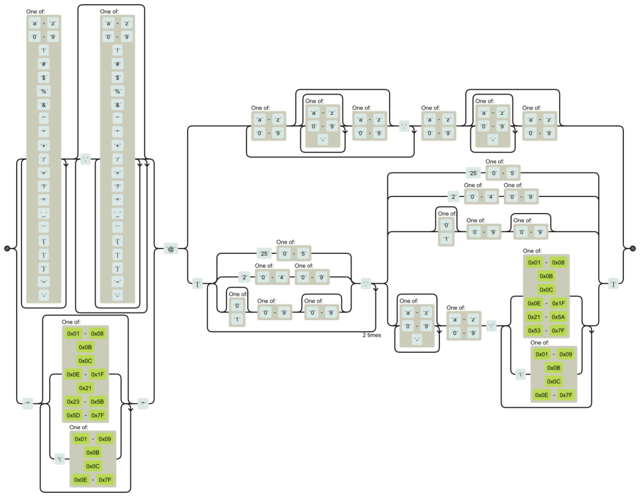 One of: One of:
'a' - 'z' 'a' - 'z'
'0' - '9' '0' - '9'
'!' '!'
'#' '#'
'$' '$'
'%' '%'
'&' '&'
'/' '/'
'=' '='
'?' '?'
'^' '^'
'{' '{'
'|' '|'
'}' '}'
'~' '~'
'@'
One of: One of: One of: One of: One of: One of:
'a' - 'z' 'a' - 'z' 'a' - 'z' 'a' - 'z' 'a' - 'z' 'a' - 'z'
'0' - '9' '0' - '9' '0' - '9' '0' - '9' '0' - '9' '0' - '9'
'-' '-'
'['
One of:
'25' '0' - '5'
One of: One of:
'2' '0' - '4' '0' - '9'
One of: One of: One of:
'0' '0' - '9' '0' - '9'
'1'
2 times
One of:
'25' '0' - '5'
One of: One of:
'2' '0' - '4' '0' - '9'
One of: One of: One of:
'0' '0' - '9' '0' - '9'
'1'
One of: One of:
'a' - 'z' 'a' - 'z'
'0' - '9' '0' - '9'
'-'
':'
One of:
0x01 - 0x08
0x0B
0x0C
0x0E - 0x1F
0x21 - 0x5A
0x53 - 0x7F
One of:
'\' 0x01 - 0x09
0x0B
0x0C
0x0E - 0x7F
']'
One of:
0x01 - 0x08
0x0B
0x0C
0x0E - 0x1F
0x21
0x23 - 0x5B
0x5D - 0x7F
One of:
'\' 0x01 - 0x09
0x0B
0x0C
0x0E - 0x7F